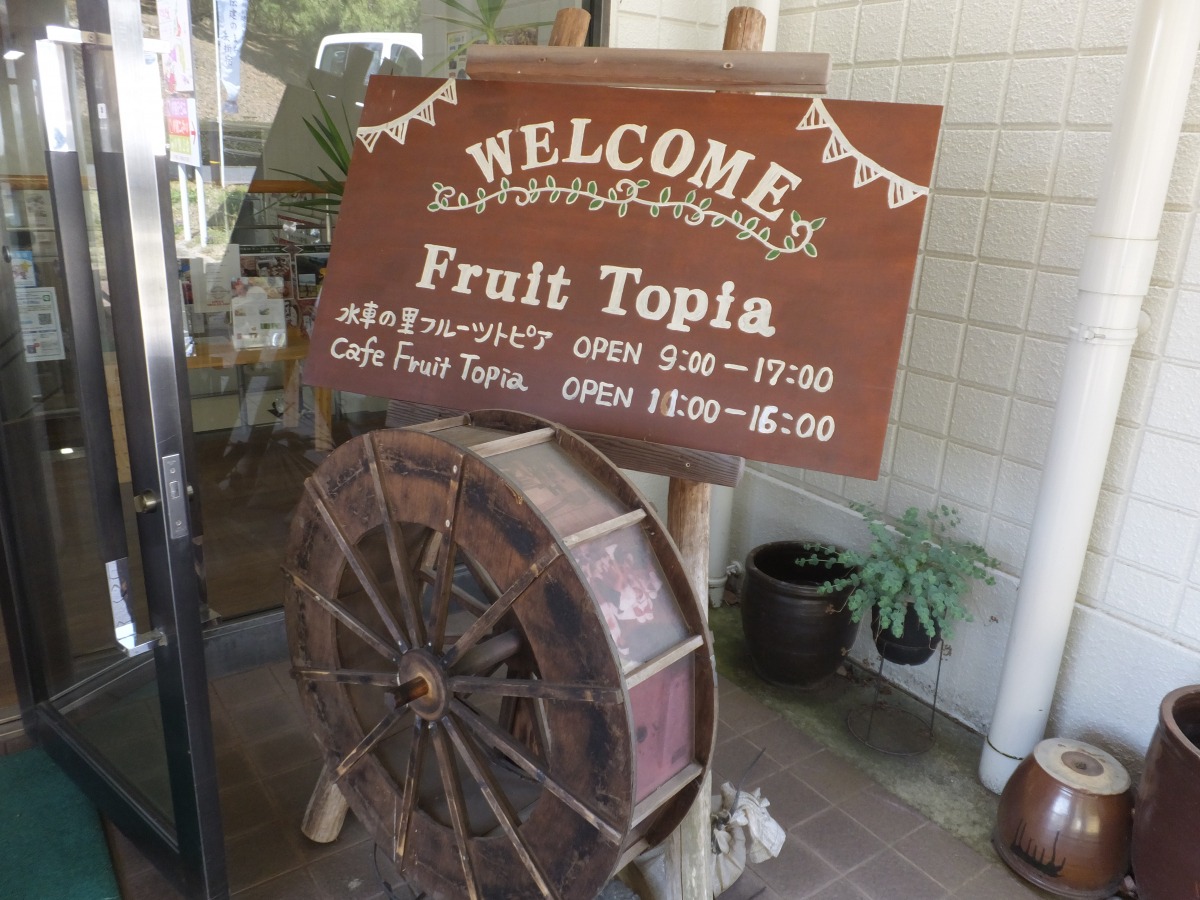 WELCOME
Fruit Topia
水車の里フルーツトピア OPEN 9:00-17:00
Cafe Fruit Topia OPEN 11:00-16:00